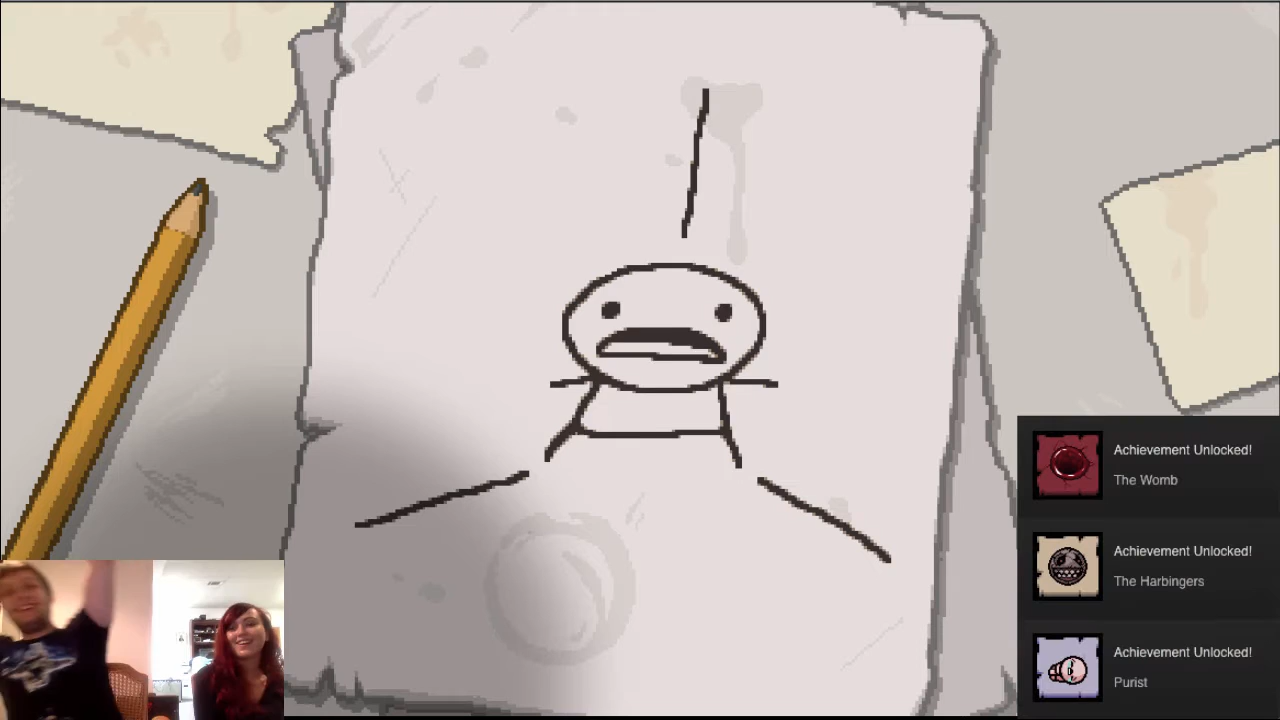 Achievement Unlocked!
The Womb
Achievement Unlocked!
The Harbingers
Achievement Unlocked!
Purist